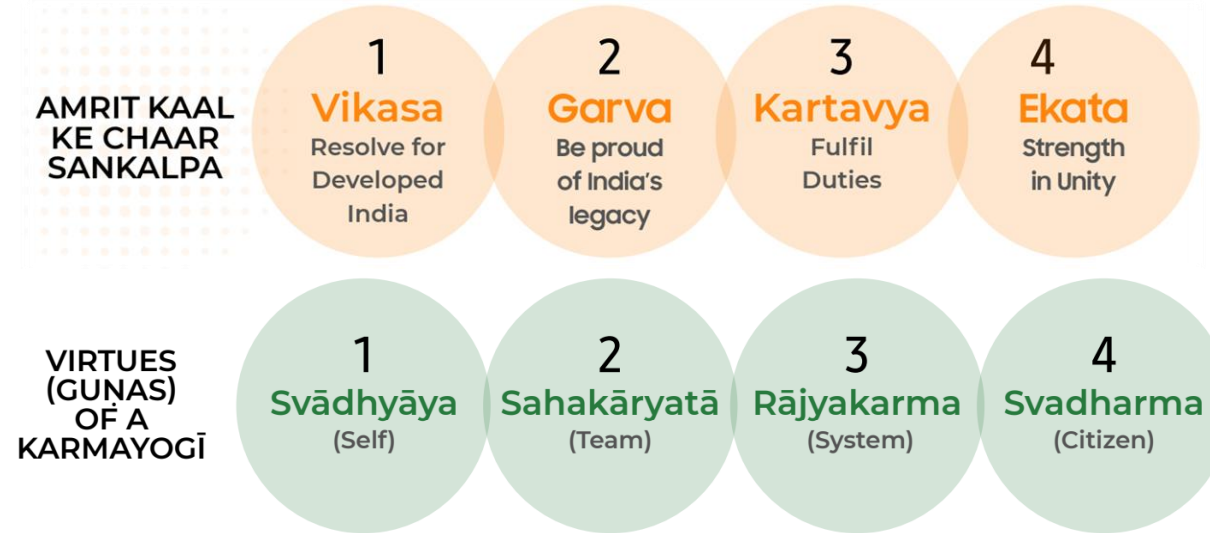 AMRIT KAAL
KE CHAAR
SANKALPA
1
Vikasa
Resolve for
Developed
India
2
Garva
Be proud
of India's
legacy
3
Kartavya
Fulfil
Duties
4
Ekata
Strength
in Unity
VIRTUES
(GUṆAS)
OF A
KARMAYOGĪ
1
Svādhyāya
(Self)
2
Sahakāryatā
(Team)
3
Rājyakarma
(System)
4
Svadharma
(Citizen)